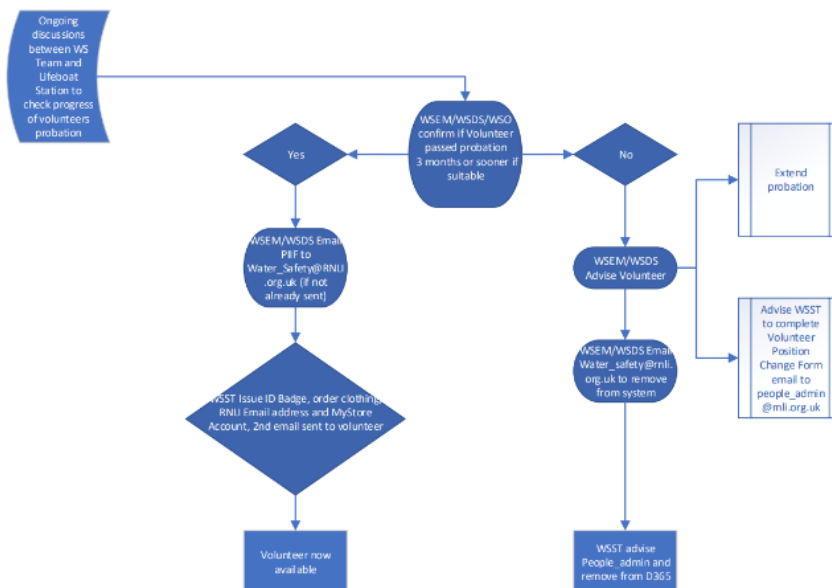 Ongoing
discussions
between WS
Team and
Lifeboat
Station to
check progress
of volunteers
probation
WSEM/WSDS/WSO
confirm if Volunteer
passed probation
3 months or sooner if
suitable
Yes
No
Extend
probation
WSEM/WSDS Email
PIIF to
Water_Safety@RNLI
.org.uk (if not
already sent)
WSEM/WSDS
Advise Volunteer
Advise WSST
to complete
Volunteer
Position
Change Form
email to
people_admin
@rnli.org.uk
WSEM/WSDS Email
Water_safety@rnli.
org.uk to remove
from system
WSST Issue ID Badge, order clothing,
RNLI Email address and MyStore
Account, 2nd email sent to volunteer
Volunteer now
available
WSST advise
People_admin and
remove from D365